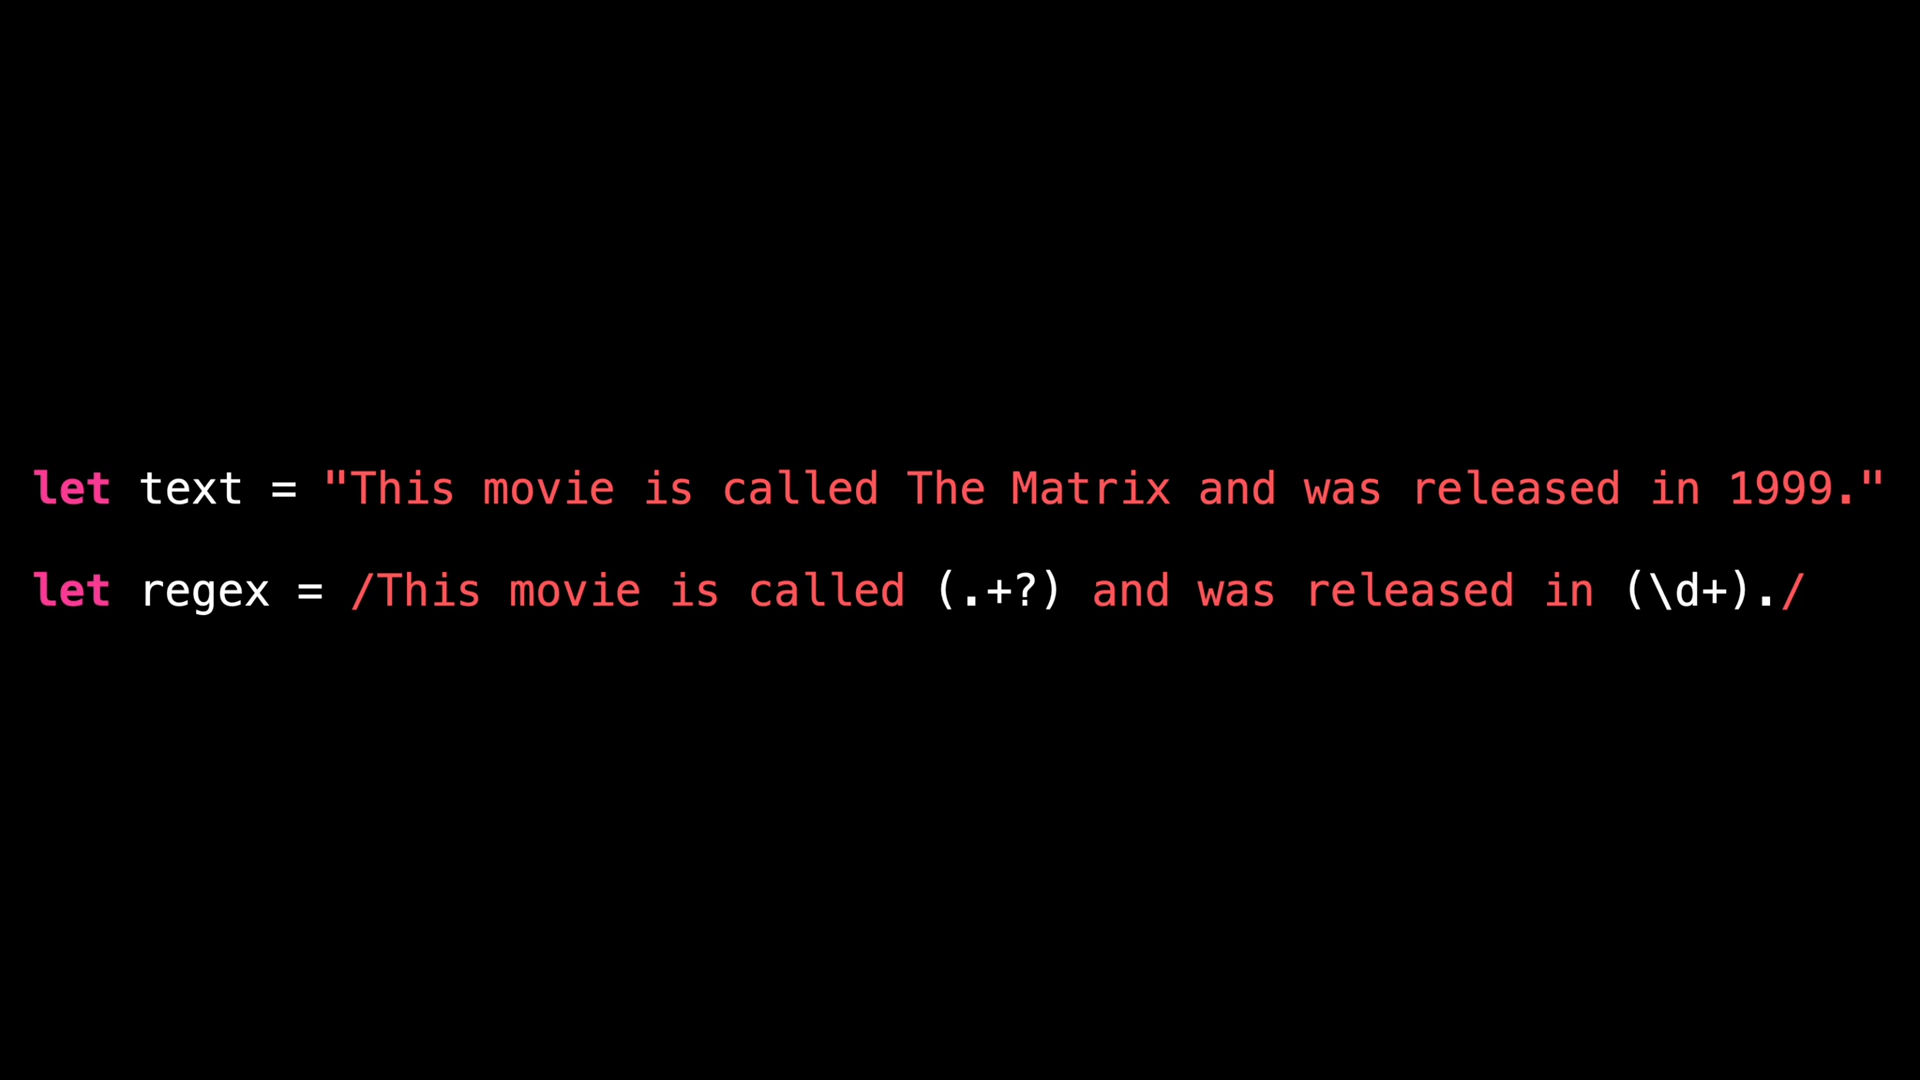 let text = "This movie is called The Matrix and was released in 1999."
let regex = /This movie is called (.+?) and was released in (\d+)./